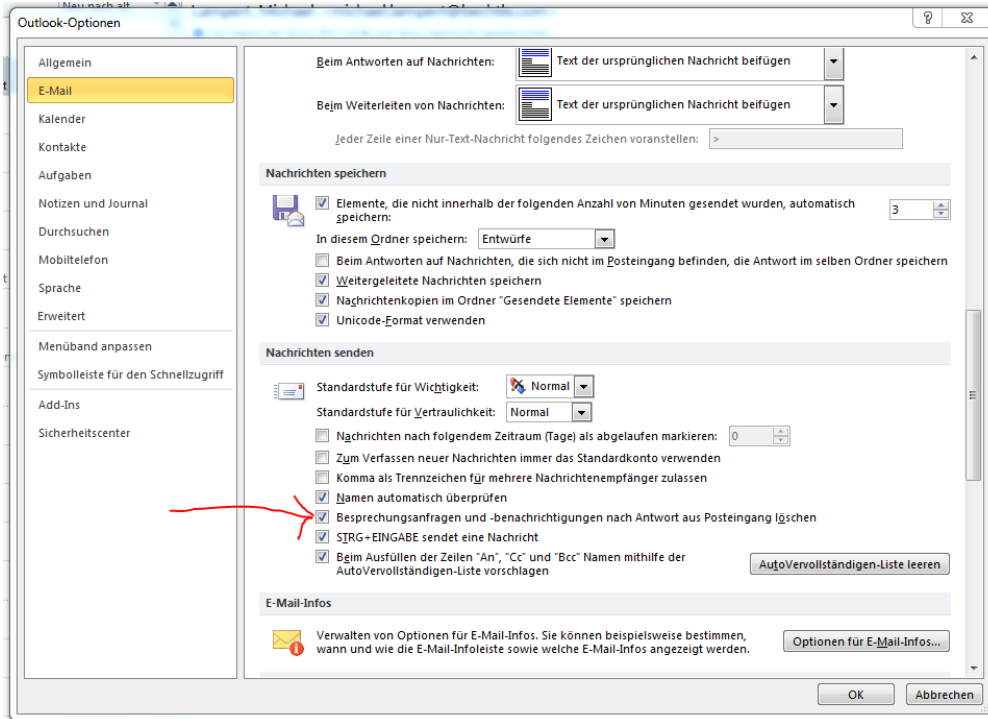 Neu nach alt
Outlook-Optionen
Allgemein
E-Mail
Kalender
Kontakte
Aufgaben
Notizen und Journal
Durchsuchen
Mobiltelefon
Sprache
Erweitert
Menüband anpassen
Symbolleiste für den Schnellzugriff
Add-Ins
Sicherheitscenter
Beim Antworten auf Nachrichten: Text der ursprünglichen Nachricht beifügen
Beim Weiterleiten von Nachrichten: Text der ursprünglichen Nachricht beifügen
Jeder Zeile einer Nur-Text-Nachricht folgendes Zeichen voranstellen: >
Nachrichten speichern
Elemente, die nicht innerhalb der folgenden Anzahl von Minuten gesendet wurden, automatisch 3
speichern:
In diesem Ordner speichern: Entwürfe
Beim Antworten auf Nachrichten, die sich nicht im Posteingang befinden, die Antwort im selben Ordner speichern
Weitergeleitete Nachrichten speichern
Nachrichtenkopien im Ordner "Gesendete Elemente" speichern
Unicode-Format verwenden
Nachrichten senden
Standardstufe für Wichtigkeit: Normal
Standardstufe für Vertraulichkeit: Normal
Nachrichten nach folgendem Zeitraum (Tage) als abgelaufen markieren: 0
Zum Verfassen neuer Nachrichten immer das Standardkonto verwenden
Komma als Trennzeichen für mehrere Nachrichtenempfänger zulassen
Namen automatisch überprüfen
Besprechungsanfragen und -benachrichtigungen nach Antwort aus Posteingang löschen
STRG+EINGABE sendet eine Nachricht
Beim Ausfüllen der Zeilen "An", "Cc" und "Bcc" Namen mithilfe der
AutoVervollständigen-Liste vorschlagen
AutoVervollständigen-Liste leeren
E-Mail-Infos
Verwalten von Optionen für E-Mail-Infos. Sie können beispielsweise bestimmen,
wann und wie die E-Mail-Infoleiste sowie welche E-Mail-Infos angezeigt werden.
Optionen für E-Mail-Infos...
OK
Abbrechen